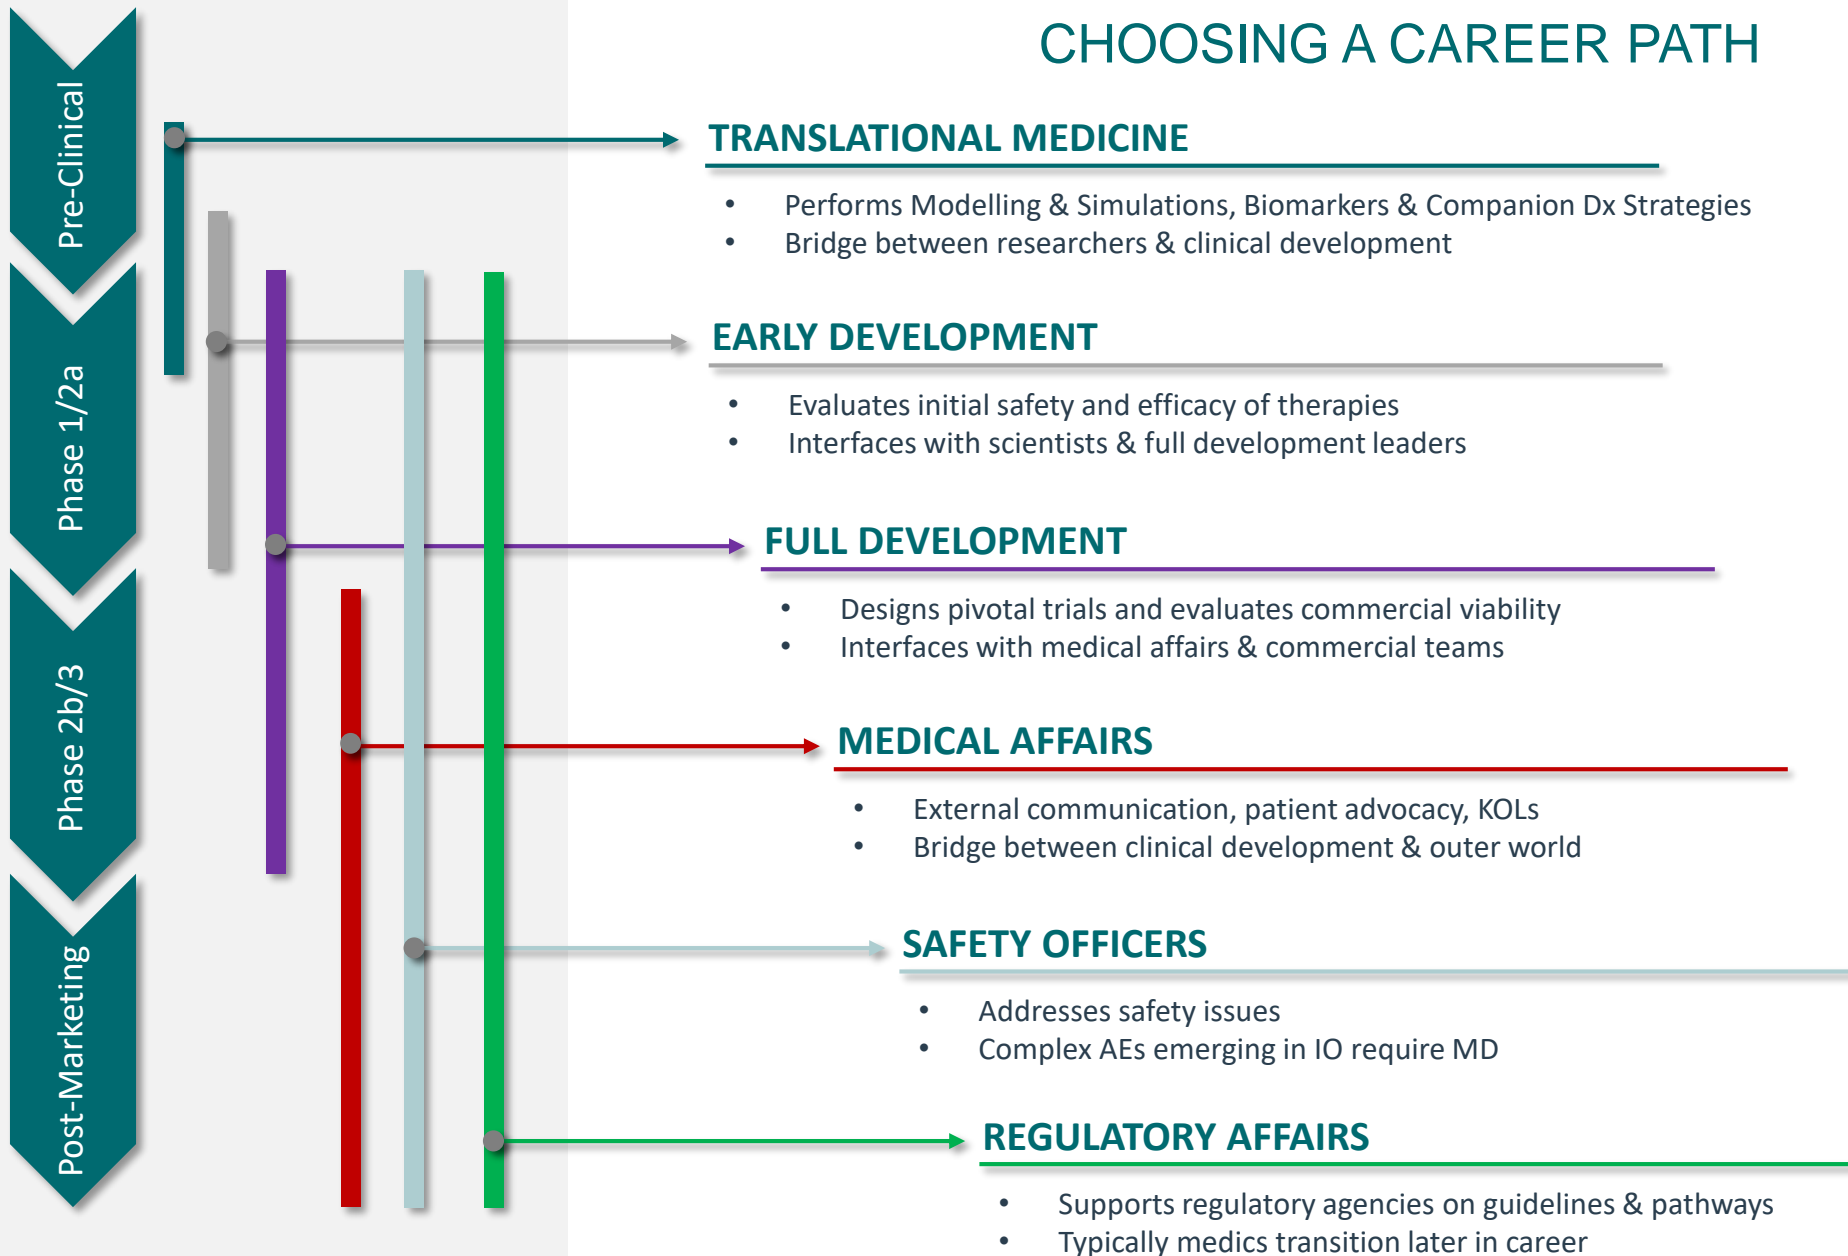 CHOOSING A CAREER PATH
Pre-Clinical
Phase 1/2a
Phase 2b/3
Post-Marketing
TRANSLATIONAL MEDICINE
• Performs Modelling & Simulations, Biomarkers & Companion Dx Strategies
• Bridge between researchers & clinical development
EARLY DEVELOPMENT
• Evaluates initial safety and efficacy of therapies
• Interfaces with scientists & full development leaders
FULL DEVELOPMENT
• Designs pivotal trials and evaluates commercial viability
• Interfaces with medical affairs & commercial teams
MEDICAL AFFAIRS
• External communication, patient advocacy, KOLs
• Bridge between clinical development & outer world
SAFETY OFFICERS
• Addresses safety issues
• Complex AEs emerging in IO require MD
REGULATORY AFFAIRS
• Supports regulatory agencies on guidelines & pathways
• Typically medics transition later in career